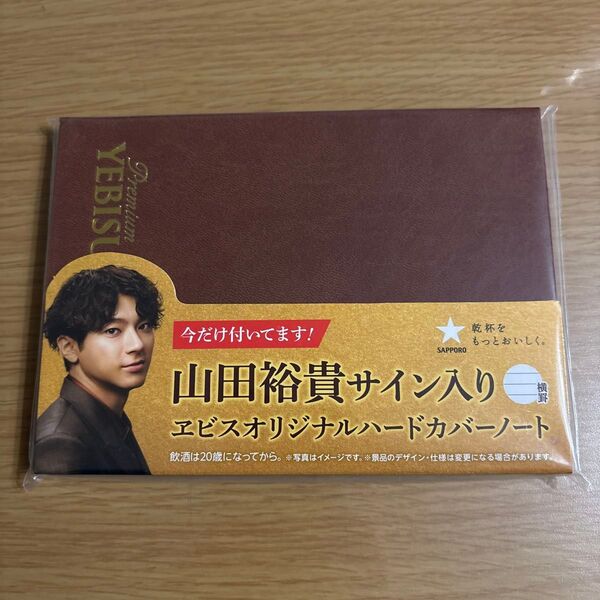 Premium
YEBISU
今だけ付いてます!
SAPPORO
乾杯を
もっとおいしく。
山田裕貴サイン入り
横罫
ヱビスオリジナルハードカバーノート
飲酒は20歳になってから。※写真はイメージです。※景品のデザイン・仕様は変更になる場合があります。